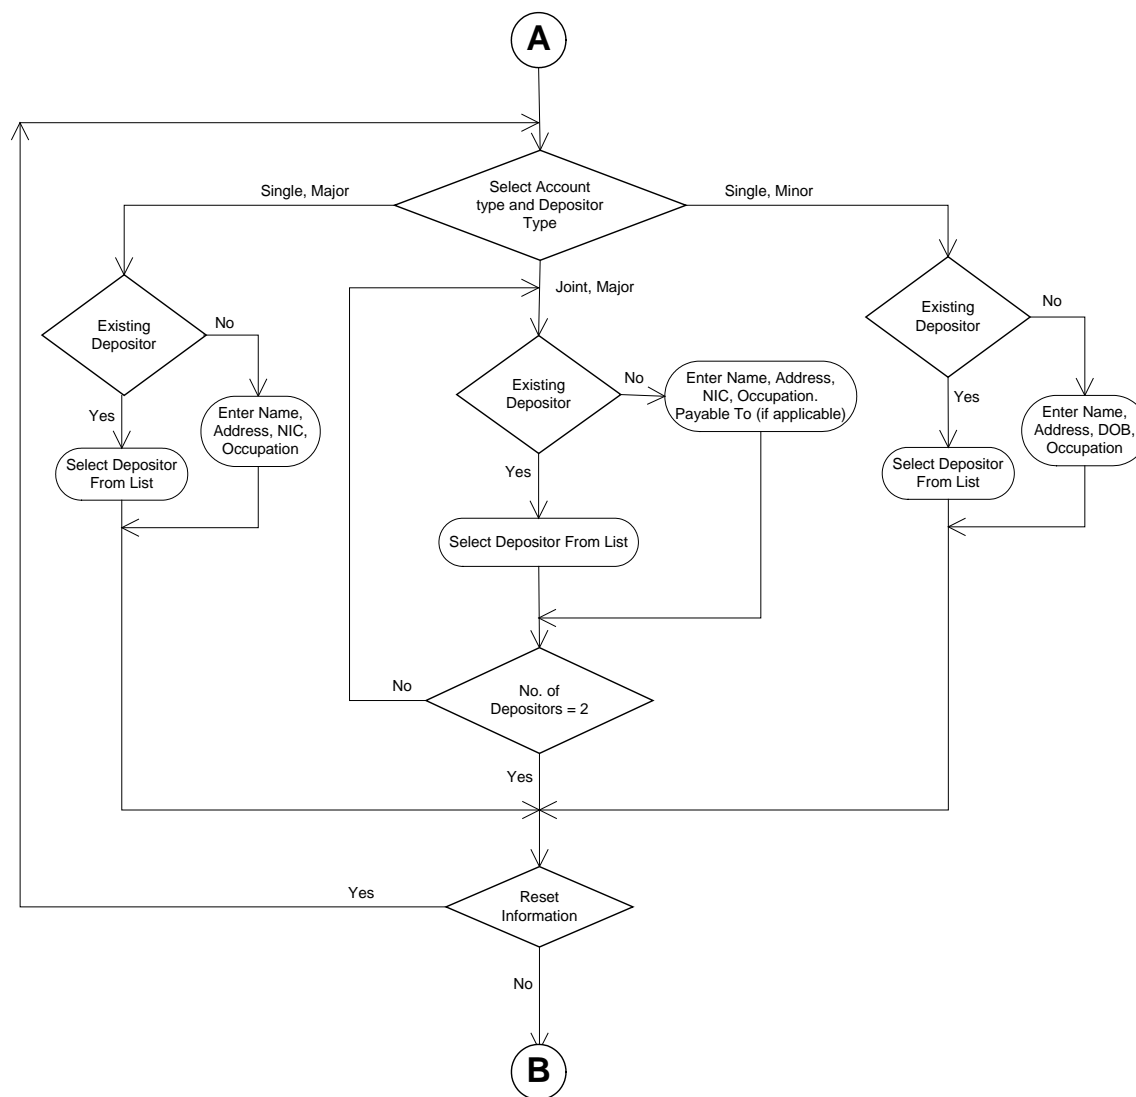 A
Single, Major
Select Account
type and Depositor
Type
Single, Minor
Joint, Major
Existing
Depositor
No
Yes
Enter Name,
Address, NIC,
Occupation
Select Depositor
From List
Existing
Depositor
No
Enter Name, Address,
NIC, Occupation.
Payable To (if applicable)
Yes
Select Depositor From List
Existing
Depositor
No
Yes
Enter Name,
Address, DOB,
Occupation
Select Depositor
From List
No
No. of
Depositors = 2
Yes
Yes
Reset
Information
No
B